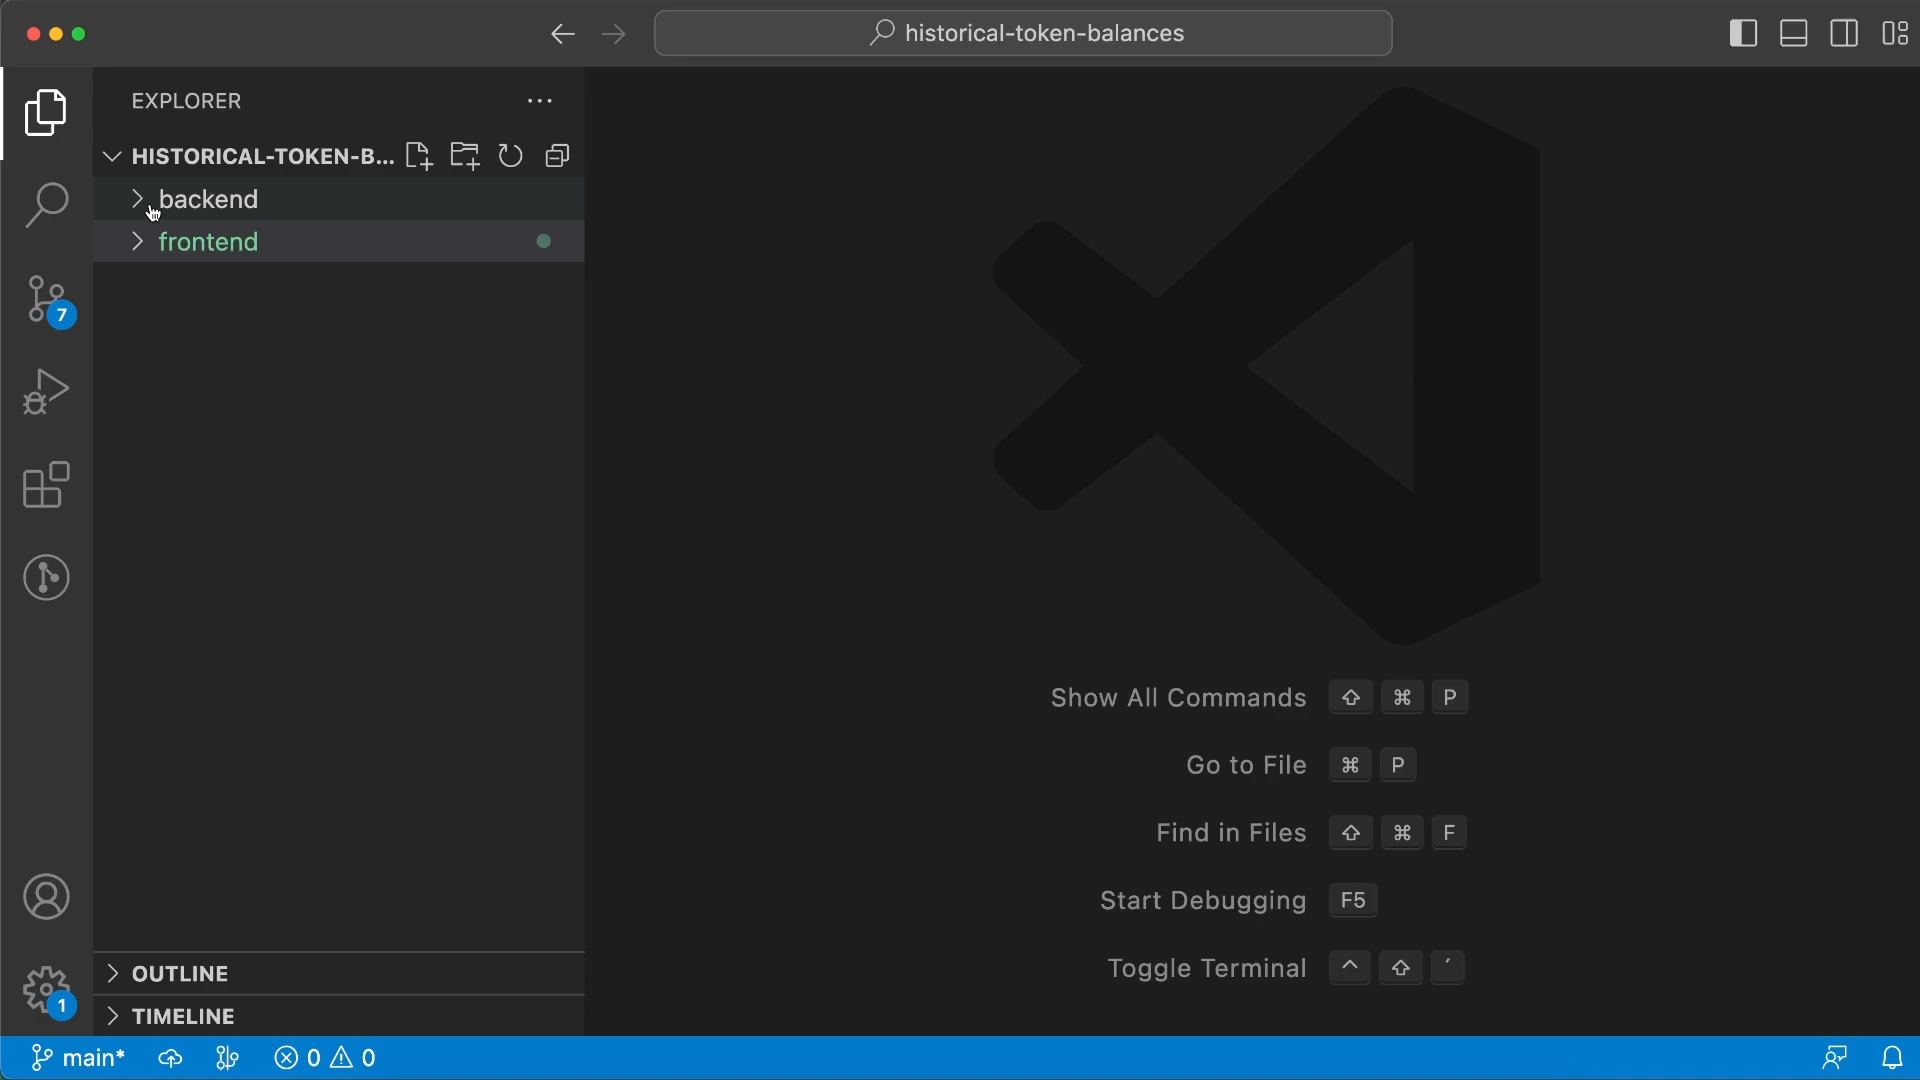 historical-token-balances
EXPLORER
HISTORICAL-TOKEN-B...
backend
frontend
7
Show All Commands ⇧ ⌘ P
Go to File ⌘ P
Find in Files ⇧ ⌘ F
Start Debugging F5
Toggle Terminal ^ ⇧ ´
OUTLINE
1
TIMELINE
main* 0 0